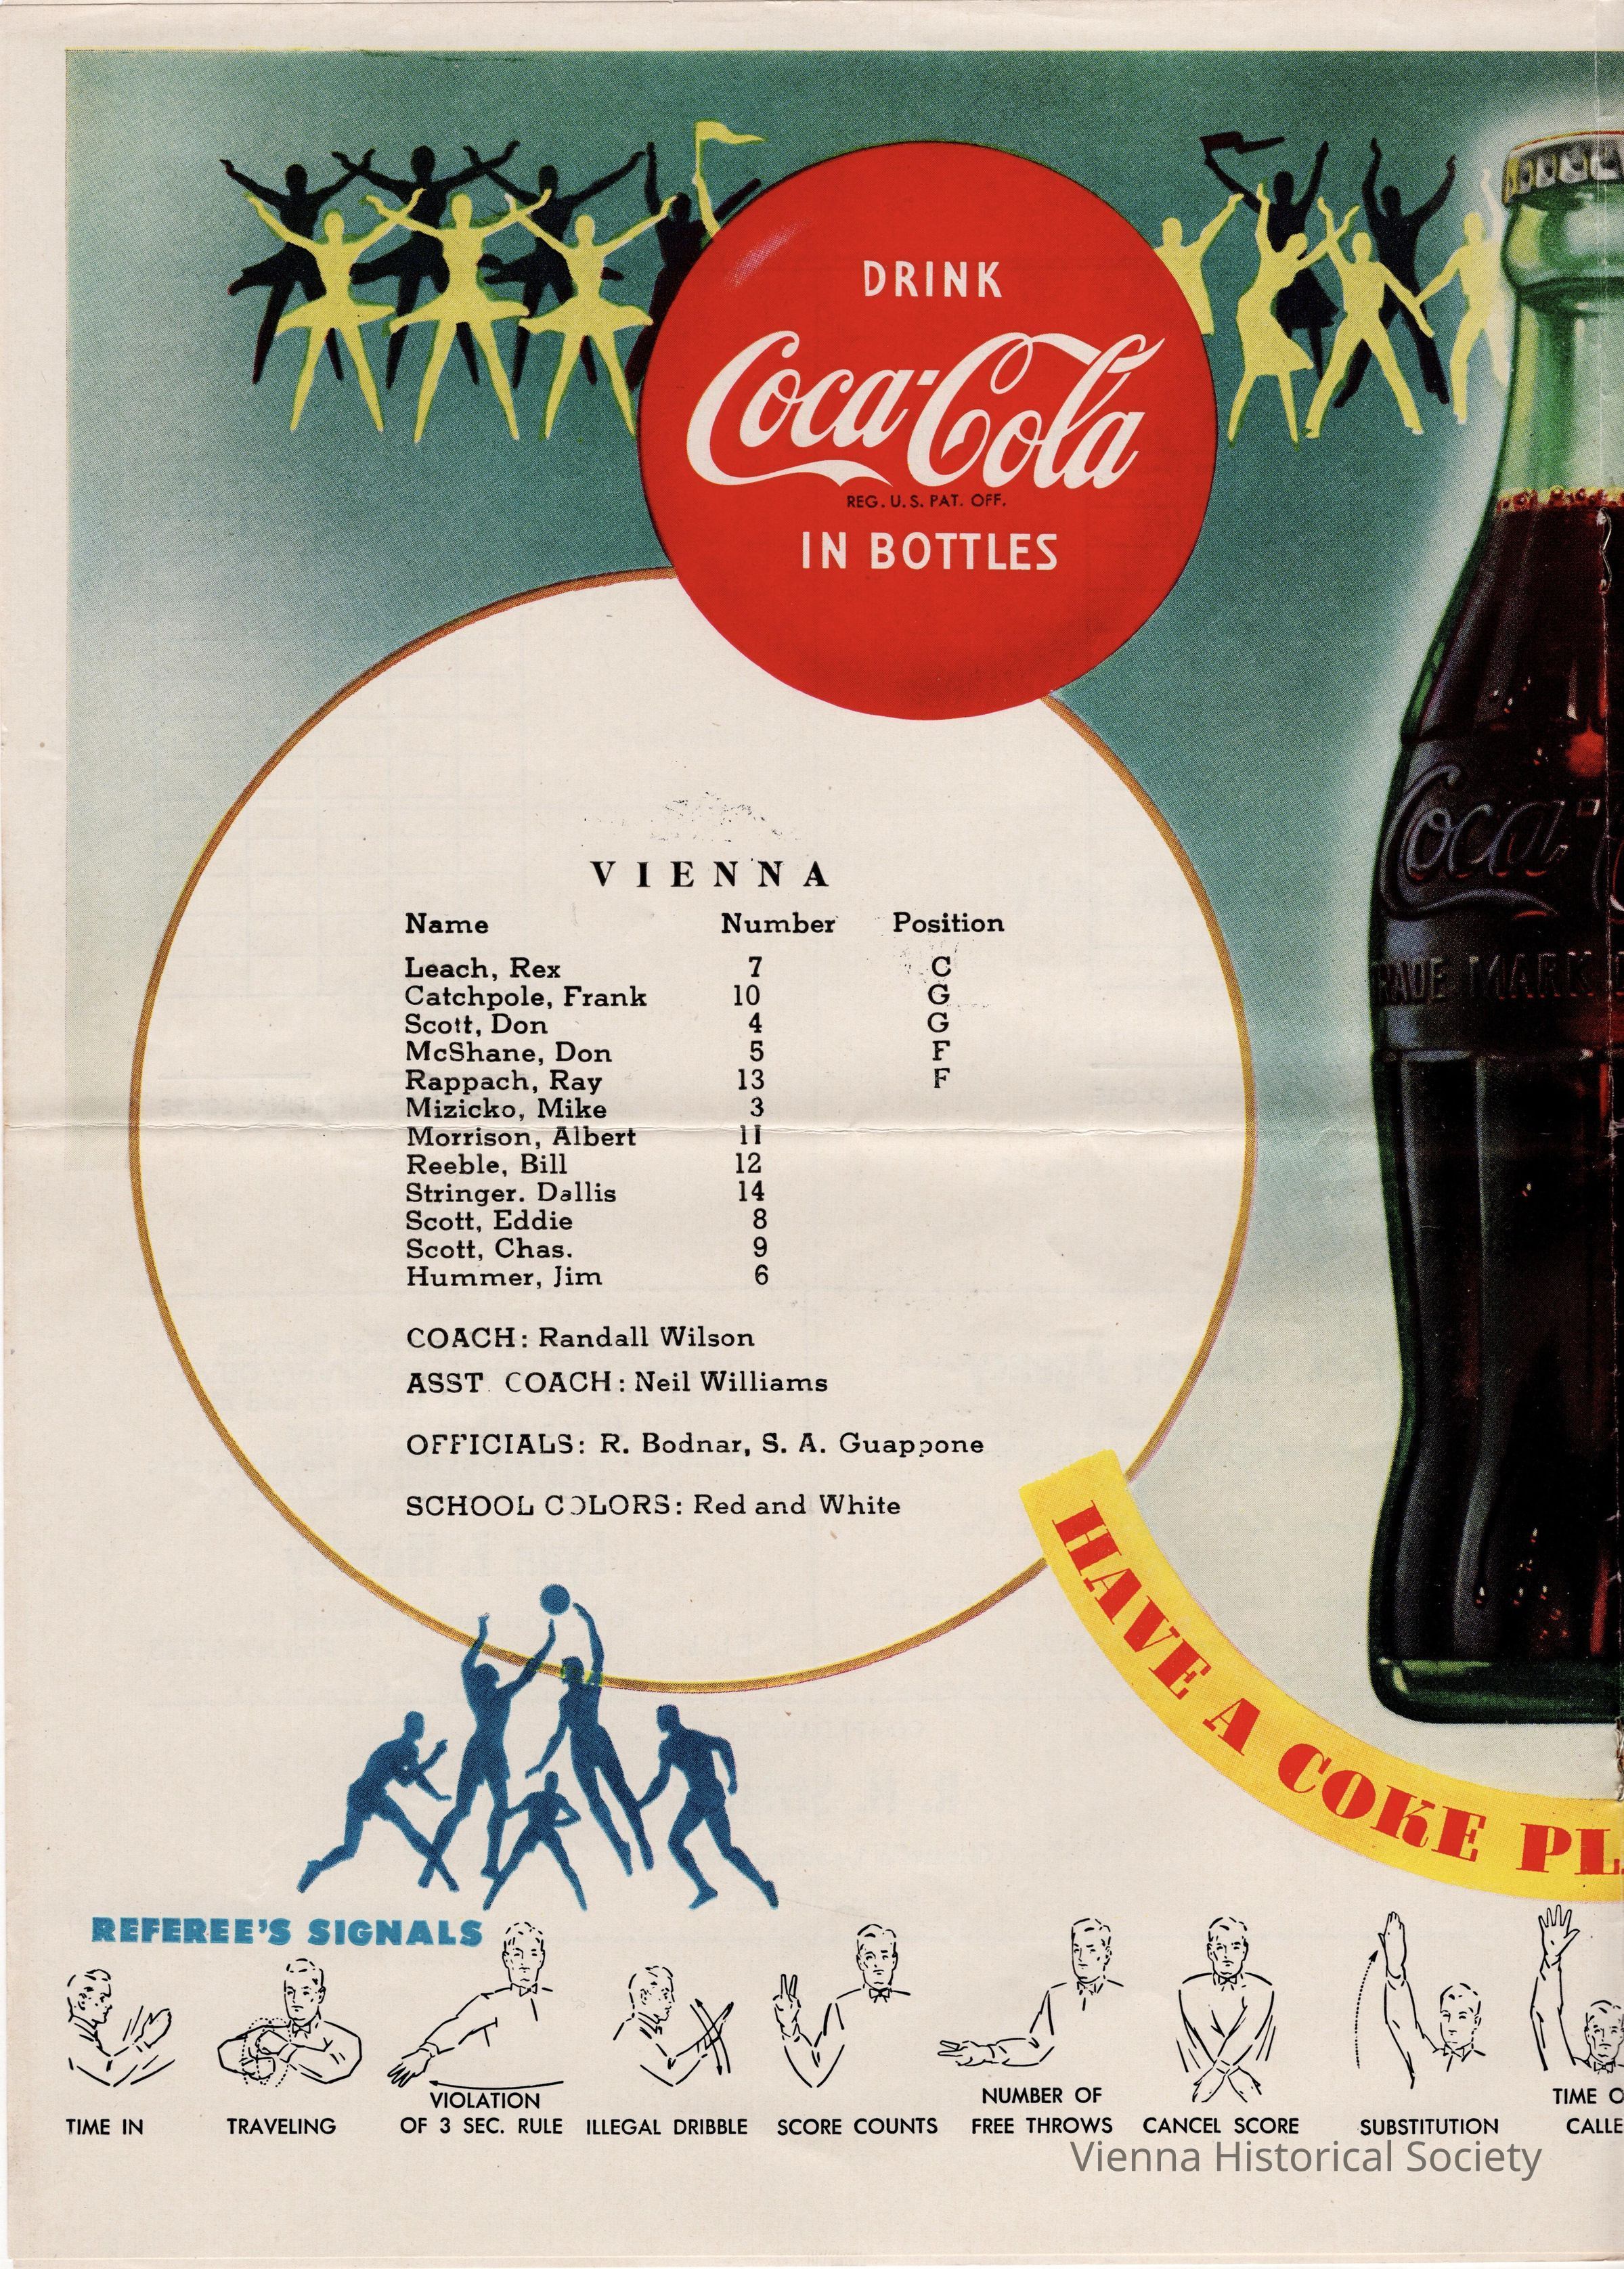 DRINK
Coca-Cola
REG. U.S. PAT. OFF.
IN BOTTLES
Coca
TRADE MARK
VIENNA
Name Number Position
Leach, Rex 7 C
Catchpole, Frank 10 G
Scott, Don 4 G
McShane, Don 5 F
Rappach, Ray 13 F
Mizicko, Mike 3
Morrison, Albert 11
Reeble, Bill 12
Stringer. Dallis 14
Scott, Eddie 8
Scott, Chas. 9
Hummer, Jim 6
COACH: Randall Wilson
ASST. COACH: Neil Williams
OFFICIALS: R. Bodnar, S. A. Guappone
SCHOOL COLORS: Red and White
HAVE A COKE PL
REFEREE'S SIGNALS
TIME IN
TRAVELING
VIOLATION
OF 3 SEC. RULE
ILLEGAL DRIBBLE
SCORE COUNTS
NUMBER OF
FREE THROWS
CANCEL SCORE
SUBSTITUTION
TIME O
CALLE
Vienna Historical Society